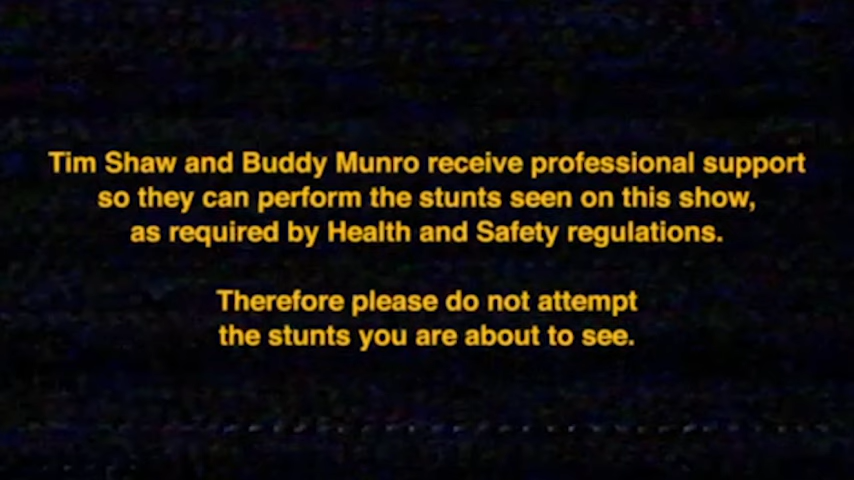 Tim Shaw and Buddy Munro receive professional support
so they can perform the stunts seen on this show,
as required by Health and Safety regulations.
Therefore please do not attempt
the stunts you are about to see.